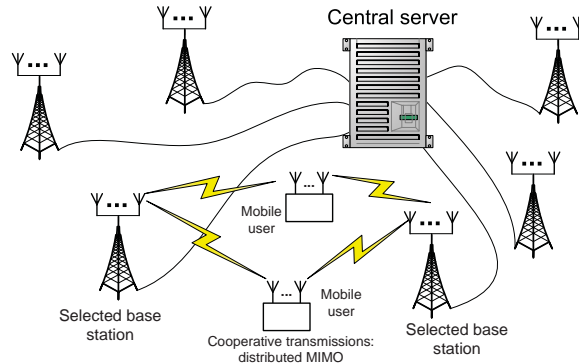 Central server
Mobile
user
Selected base
station
Mobile
user
Selected base
station
Cooperative transmissions:
distributed MIMO